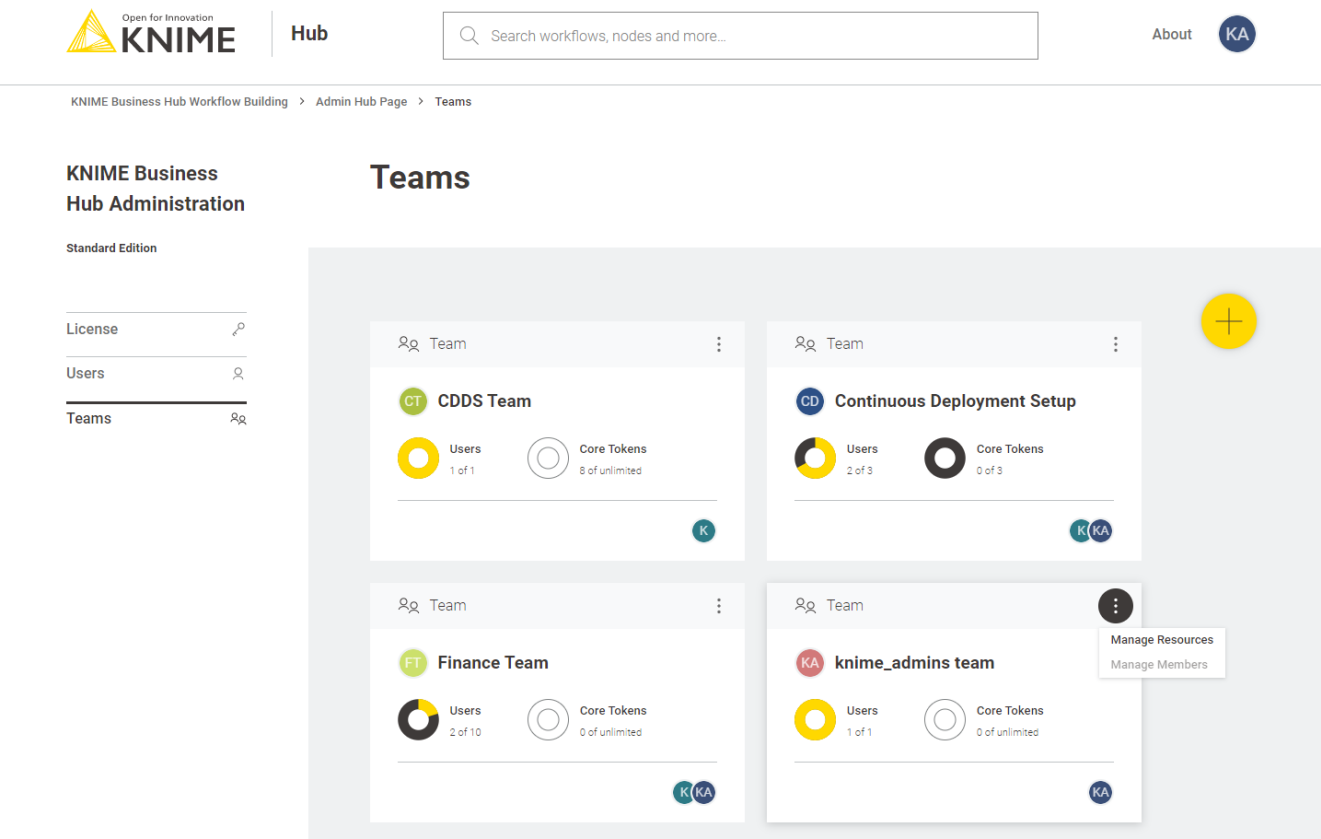 Open for Innovation
KNIME
Hub
Search workflows, nodes and more...
About
KA
KNIME Business Hub Workflow Building > Admin Hub Page > Teams
KNIME Business
Hub Administration
Standard Edition
License
Users
Teams
Teams
Team
CT CDDS Team
Users
1 of 1
Core Tokens
8 of unlimited
K
Team
CD Continuous Deployment Setup
Users
2 of 3
Core Tokens
0 of 3
K KA
Team
FT Finance Team
Users
2 of 10
Core Tokens
0 of unlimited
K KA
Team
Manage Resources
Manage Members
KA knime_admins team
Users
1 of 1
Core Tokens
0 of unlimited
KA